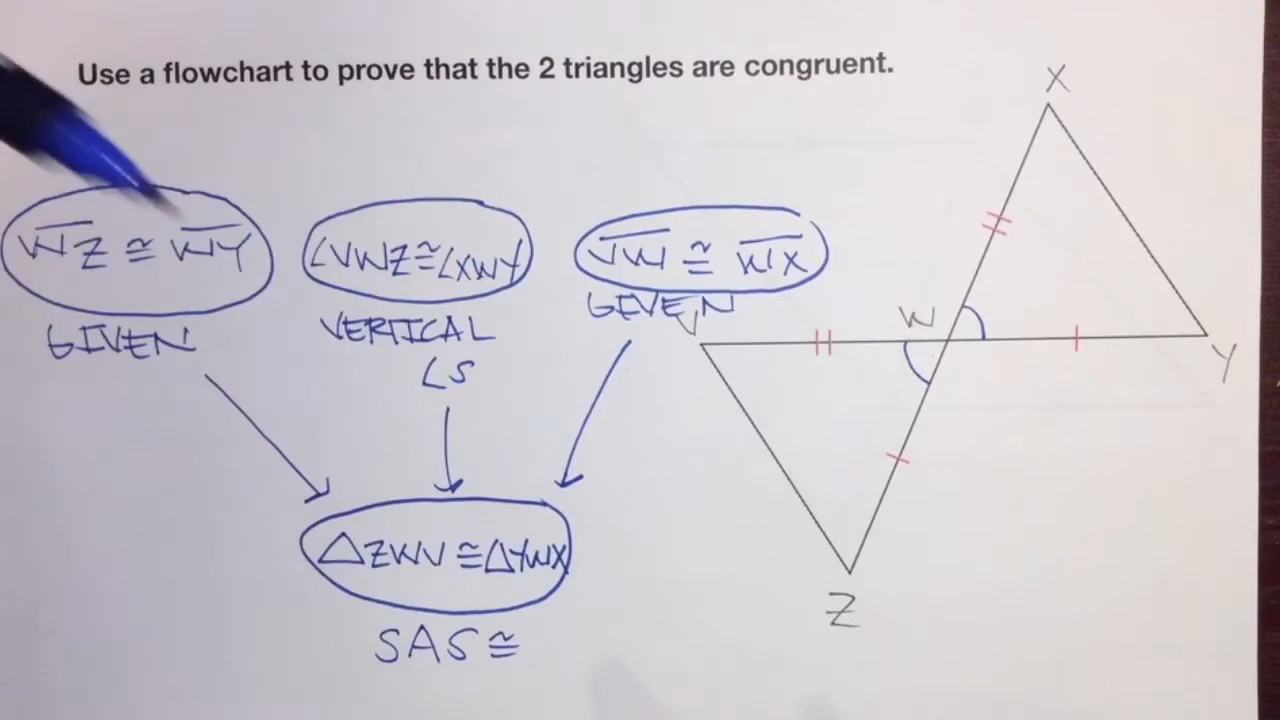 Use a flowchart to prove that the 2 triangles are congruent.
WZ ≅ WY
GIVEN
∠VWZ≅∠XWY
VERTICAL
∠S
VW ≅ WX
GIVEN
△ZWV ≅ △YWX
SAS ≅
X
W
V
Y
Z